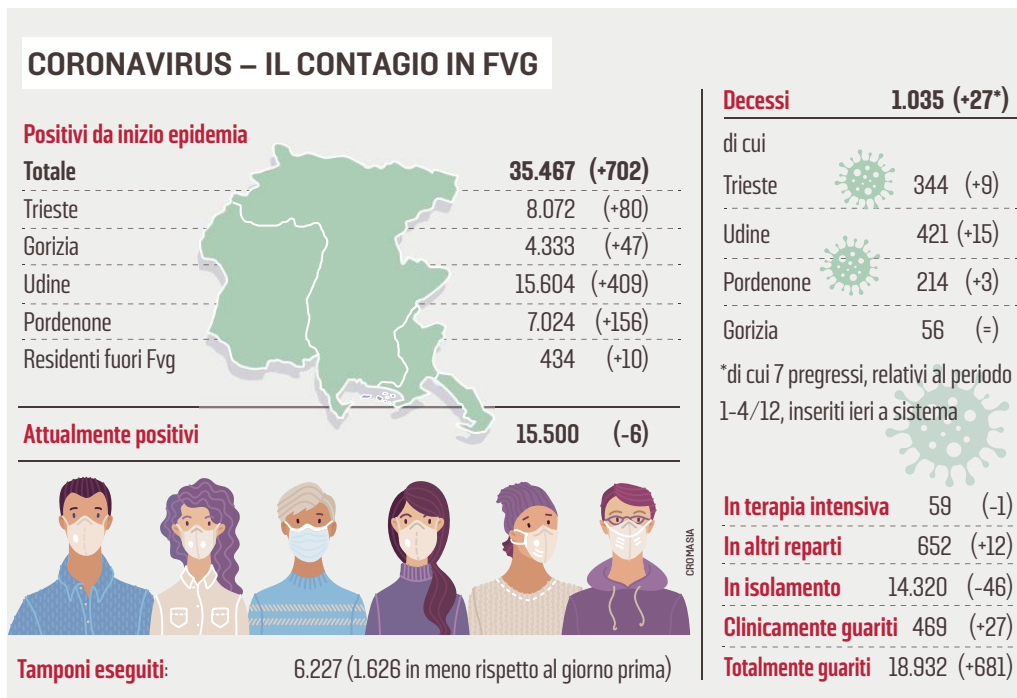 CORONAVIRUS – IL CONTAGIO IN FVG
Positivi da inizio epidemia
Totale 35.467 (+702)
Trieste 8.072 (+80)
Gorizia 4.333 (+47)
Udine 15.604 (+409)
Pordenone 7.024 (+156)
Residenti fuori Fvg 434 (+10)
Attualmente positivi 15.500 (-6)
CROMASIA
Tamponi eseguiti: 6.227 (1.626 in meno rispetto al giorno prima)
Decessi 1.035 (+27*)
di cui
Trieste 344 (+9)
Udine 421 (+15)
Pordenone 214 (+3)
Gorizia 56 (=)
*di cui 7 pregressi, relativi al periodo
1-4/12, inseriti ieri a sistema
In terapia intensiva 59 (-1)
In altri reparti 652 (+12)
In isolamento 14.320 (-46)
Clinicamente guariti 469 (+27)
Totalmente guariti 18.932 (+681)